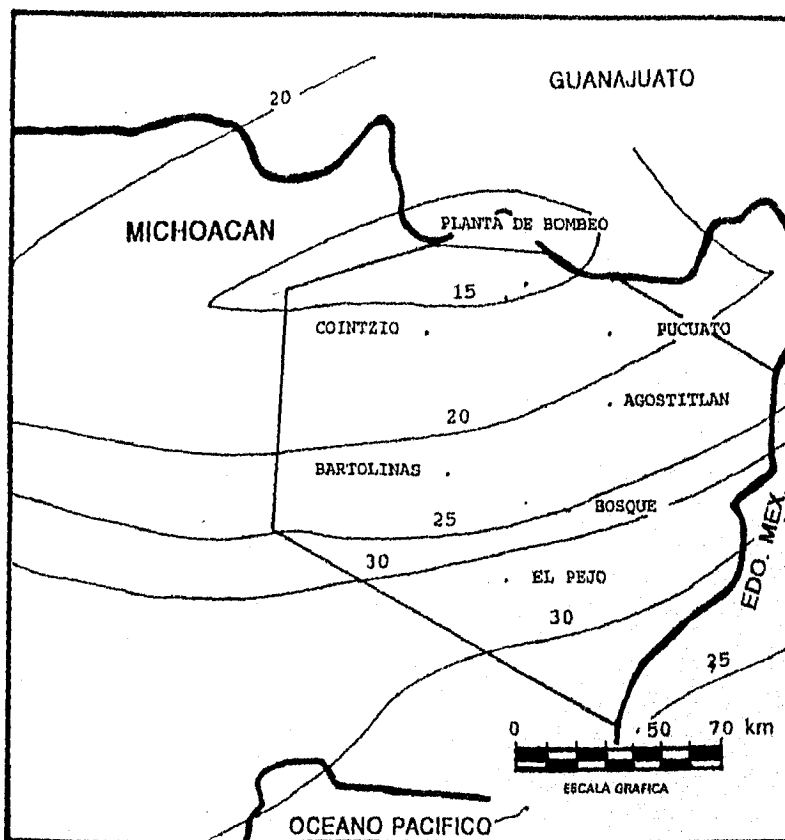 20
GUANAJUATO
MICHOACAN
PLANTA DE BOMBEO
15
COINTZIO
PUCUATO
AGOSTITLAN
20
BARTOLINAS
BOSQUE
25
EDO. MEX.
30
EL PEJO
30
25
0 50 70 km
ESCALA GRAFICA
OCEANO PACIFICO